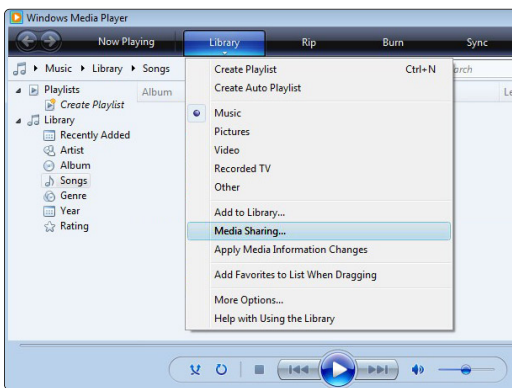 Windows Media Player
Now Playing Library Rip Burn Sync
Music Library Songs
Playlists
Create Playlist
Library
Recently Added
Artist
Album
Songs
Genre
Year
Rating
Album
Create Playlist Ctrl+N
Create Auto Playlist
Music
Pictures
Video
Recorded TV
Other
Add to Library...
Media Sharing...
Apply Media Information Changes
Add Favorites to List When Dragging
More Options...
Help with Using the Library